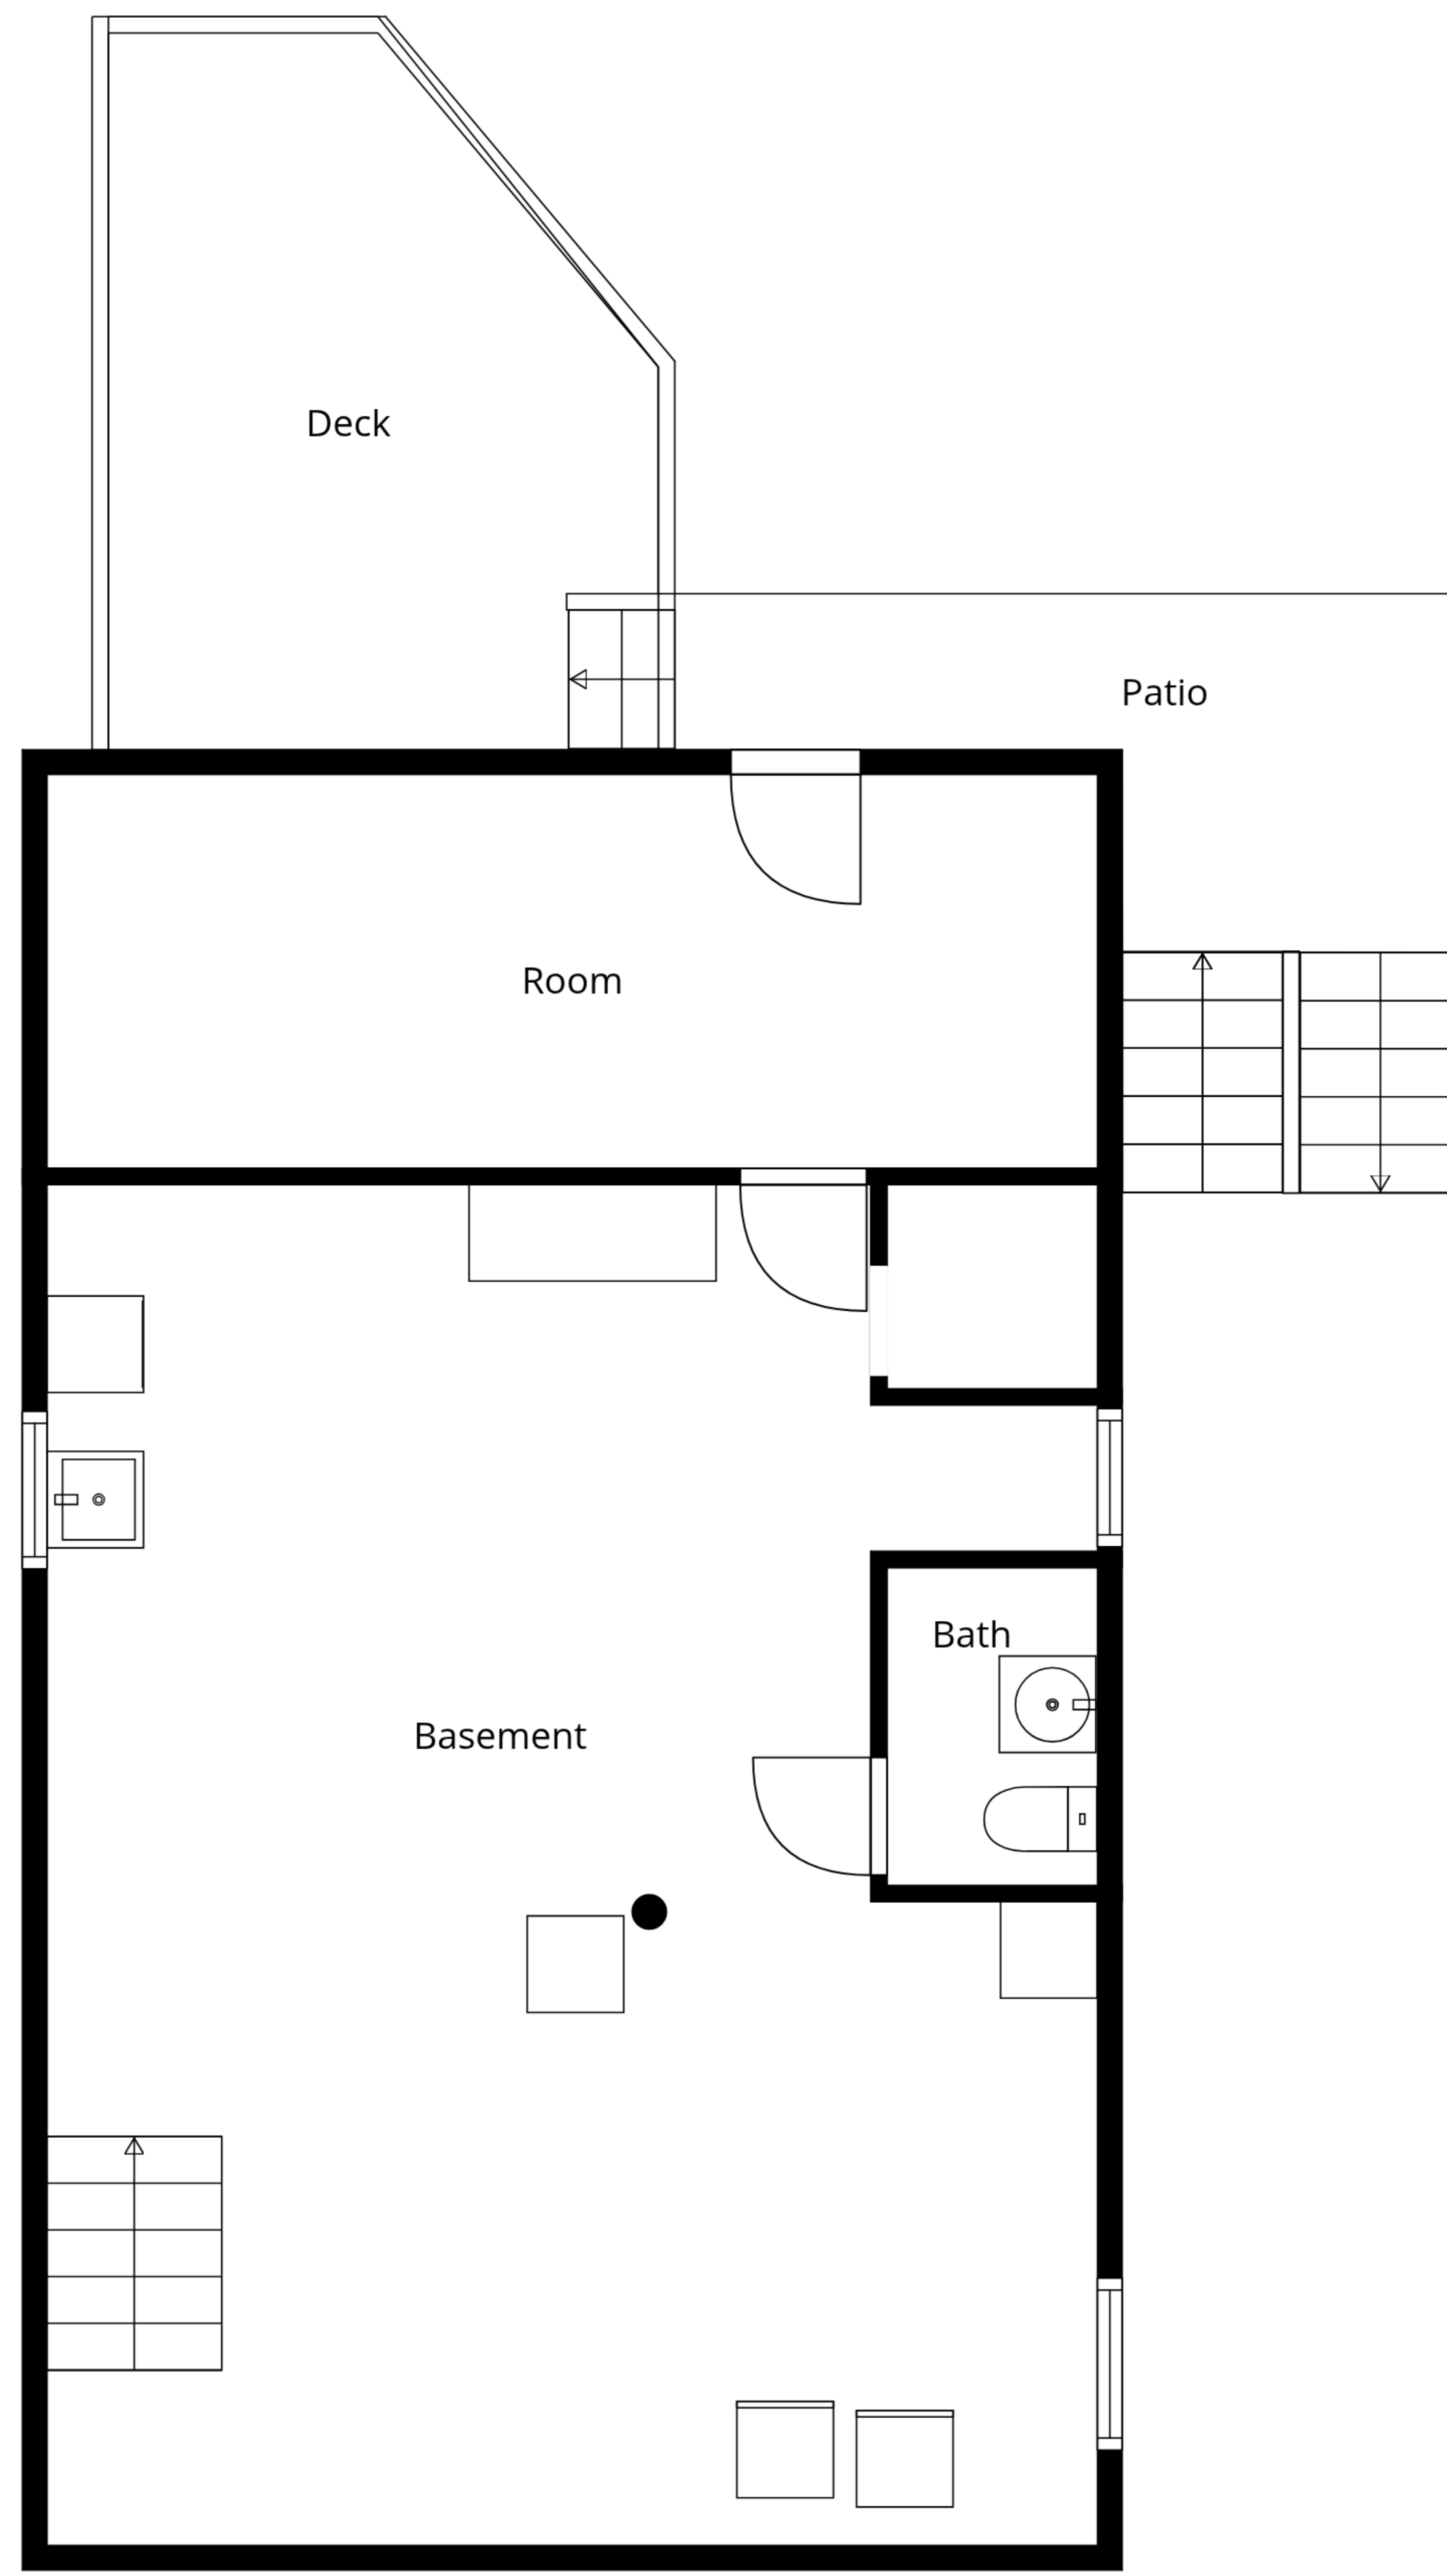 Deck
Patio
Room
Bath
Basement